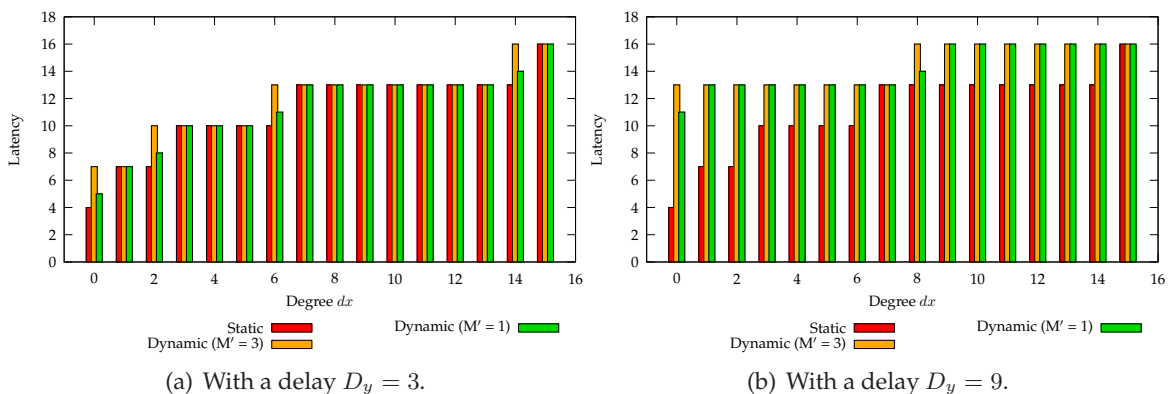 18
16
14
12
10
8
6
4
2
0
Latency
0 2 4 6 8 10 12 14 16
Degree dx
Static
Dynamic (M′ = 3)
Dynamic (M′ = 1)
(a) With a delay Dy = 3.
18
16
14
12
10
8
6
4
2
0
Latency
0 2 4 6 8 10 12 14 16
Degree dx
Static
Dynamic (M′ = 3)
Dynamic (M′ = 1)
(b) With a delay Dy = 9.